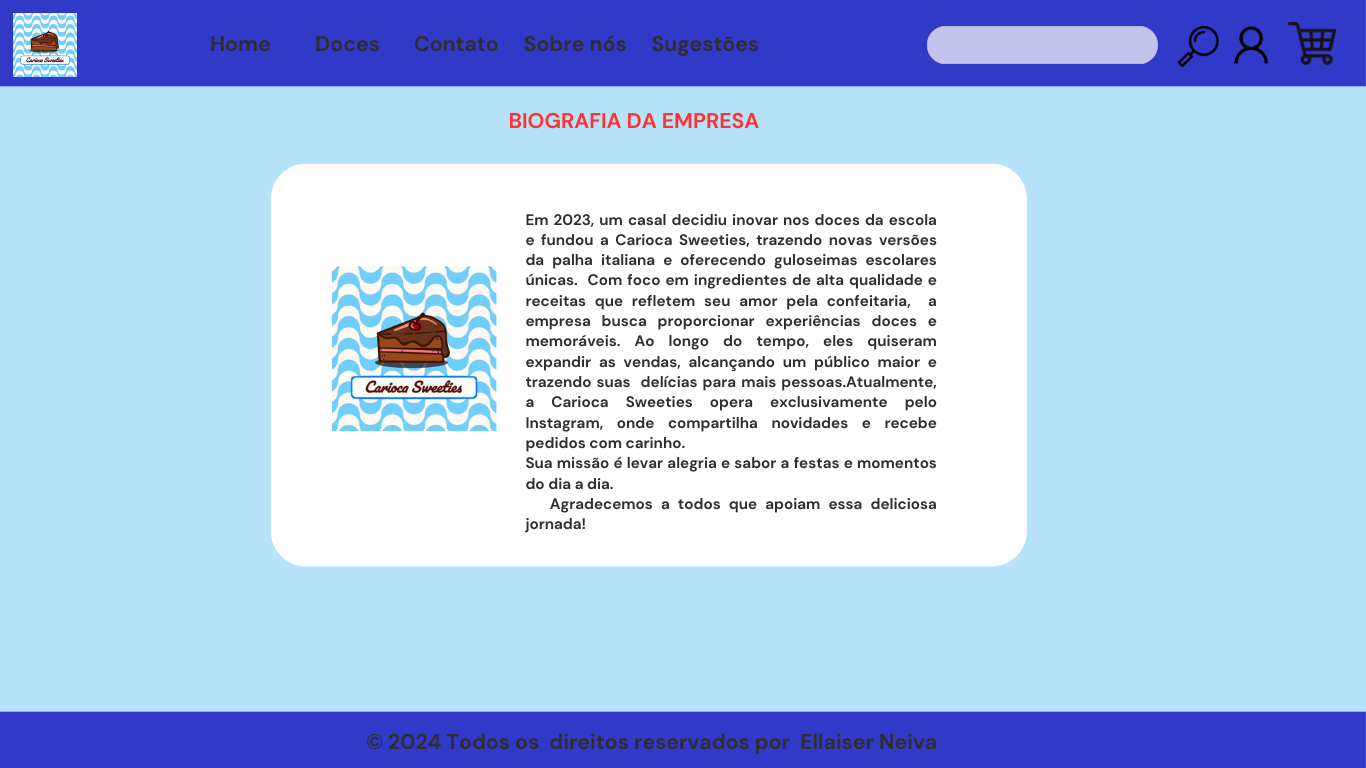 Carioca Sweeties
Home Doces Contato Sobre nós Sugestões
BIOGRAFIA DA EMPRESA
Em 2023, um casal decidiu inovar nos doces da escola
e fundou a Carioca Sweeties, trazendo novas versões
da palha italiana e oferecendo guloseimas escolares
únicas. Com foco em ingredientes de alta qualidade e
receitas que refletem seu amor pela confeitaria, a
empresa busca proporcionar experiências doces e
memoráveis. Ao longo do tempo, eles quiseram
expandir as vendas, alcançando um público maior e
trazendo suas delícias para mais pessoas.Atualmente,
a Carioca Sweeties opera exclusivamente pelo
Instagram, onde compartilha novidades e recebe
pedidos com carinho.
Sua missão é levar alegria e sabor a festas e momentos
do dia a dia.
Agradecemos a todos que apoiam essa deliciosa
jornada!
Carioca Sweeties
© 2024 Todos os direitos reservados por Ellaiser Neiva